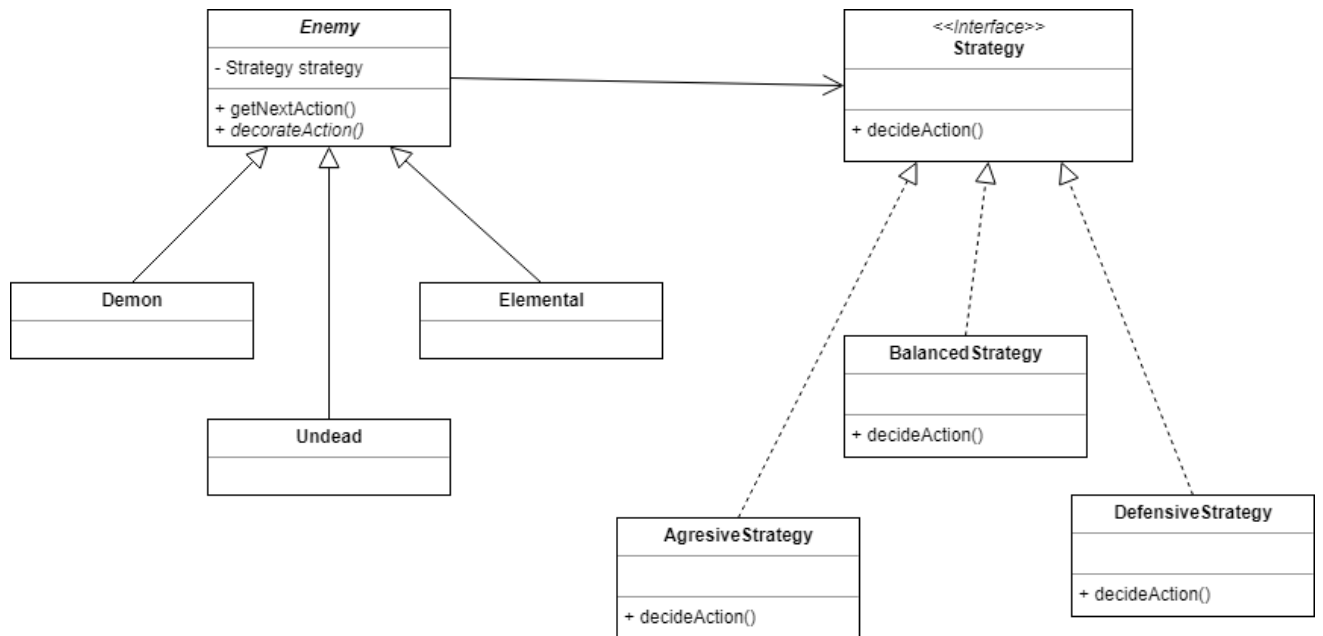 Enemy
- Strategy strategy
+ getNextAction()
+ decorateAction()
<<Interface>>
Strategy
+ decideAction()
Demon
Elemental
Undead
BalancedStrategy
+ decideAction()
AgresiveStrategy
+ decideAction()
DefensiveStrategy
+ decideAction()